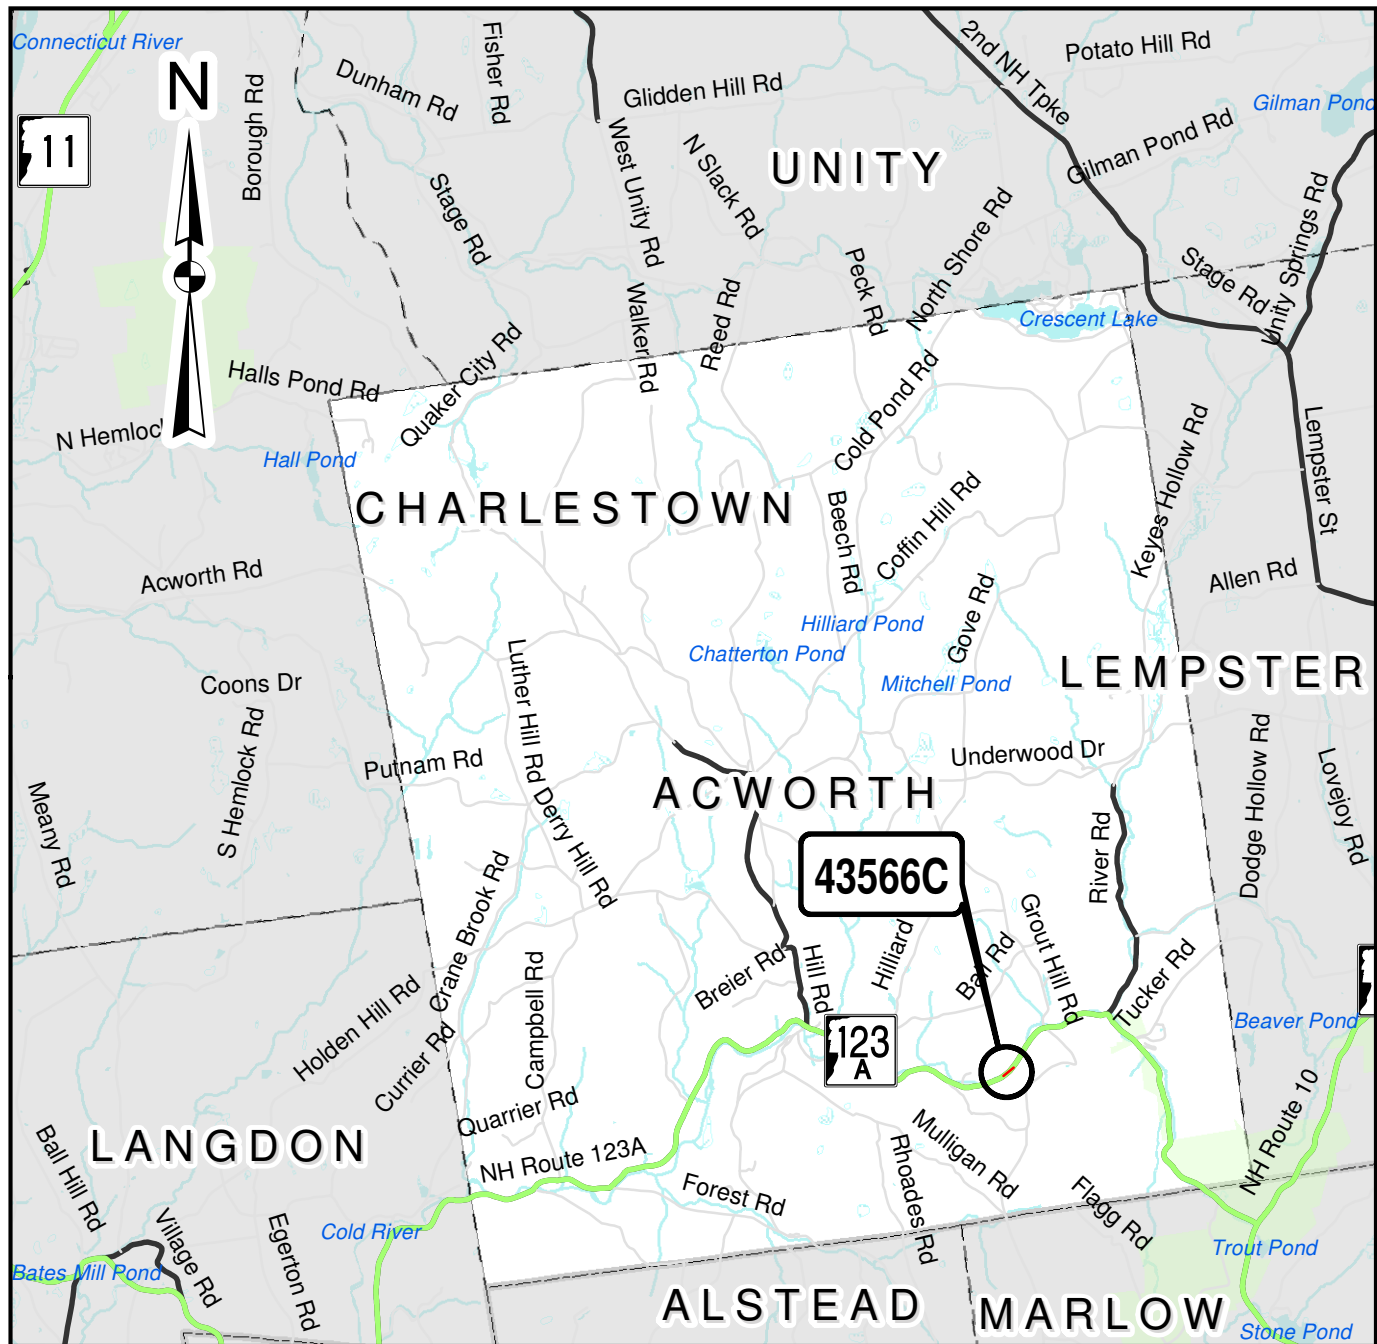 Connecticut River
N
11
Borough Rd
Dunham Rd
Fisher Rd
Glidden Hill Rd
2nd NH Tpke
Potato Hill Rd
Gilman Pond
Gilman Pond Rd
UNITY
West Unity Rd
N Slack Rd
Stage Rd
North Shore Rd
Peck Rd
Unity Springs Rd
Stage Rd
Crescent Lake
Walker Rd
Reed Rd
Quaker City Rd
Halls Pond Rd
N Hemlock
Hall Pond
Cold Pond Rd
Keyes Hollow Rd
Lempster St
CHARLESTOWN
Beech Rd
Coffin Hill Rd
Acworth Rd
Allen Rd
Gove Rd
Hilliard Pond
Chatterton Pond
Mitchell Pond
LEMPSTER
Coons Dr
S Hemlock Rd
Luther Hill Rd
Putnam Rd
Underwood Dr
Dodge Hollow Rd
Lovejoy Rd
Meany Rd
ACWORTH
Derry Hill Rd
River Rd
43566C
Crane Brook Rd
Grout Hill Rd
Hilliard
Ball Rd
Hill Rd
Breier Rd
Campbell Rd
Tucker Rd
Holden Hill Rd
Currier Rd
Beaver Pond
123
A
NH Route 10
Quarrier Rd
Mulligan Rd
LANGDON
Ball Hill Rd
NH Route 123A
Rhoades Rd
Forest Rd
Flagg Rd
Village Rd
Egerton Rd
Cold River
Trout Pond
Bates Mill Pond
ALSTEAD
MARLOW
Stone Pond